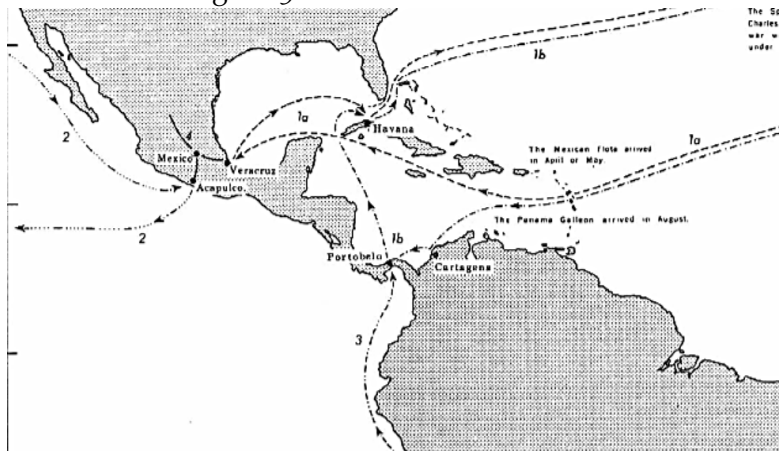 The Sp
Charles
war w
under
1b
2
1a
Havana
1a
4
Mexico
Veracruz
The Mexican flota arrived
in April or May.
Acapulco.
2
The Panama Galleon arrived in August.
1b
Portobelo
Cartagena
3